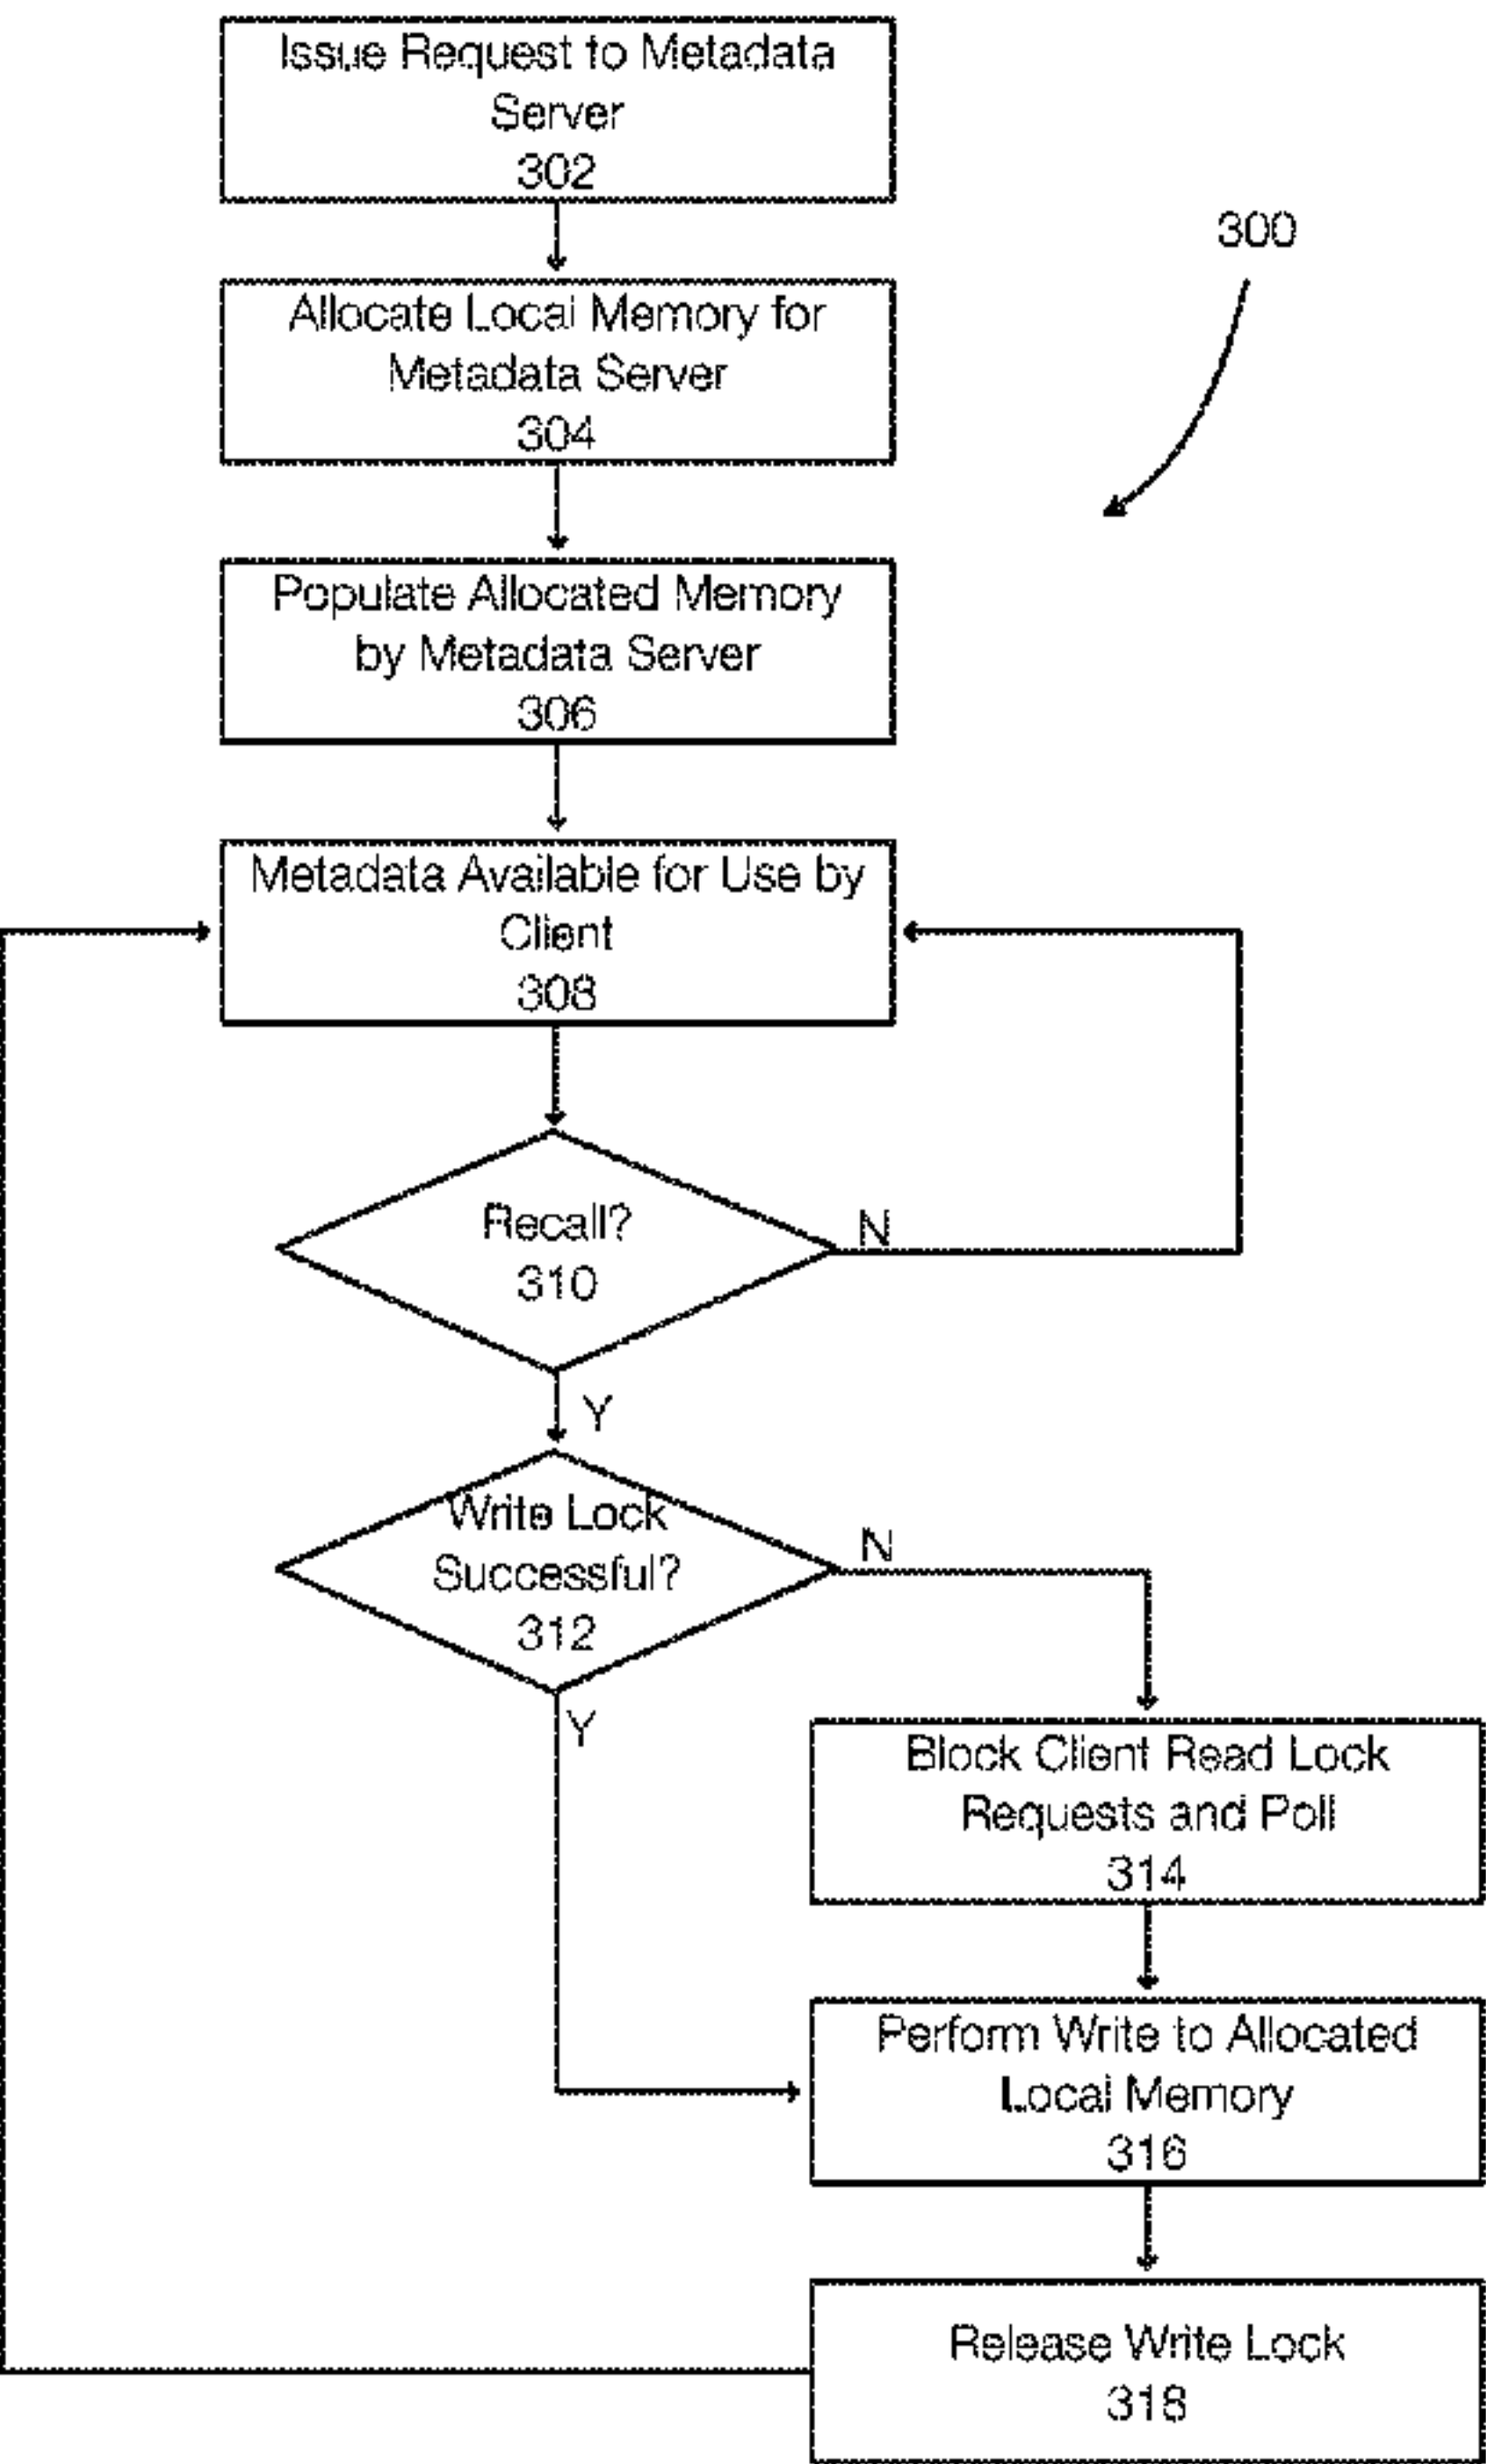 Issue Request to Metadata
Server
302
300
Allocate Local Memory for
Metadata Server
304
Populate Allocated Memory
by Metadata Server
306
Metadata Available for Use by
Client
308
Recall?
310
N
Y
Write Lock
Successful?
312
N
Y
Block Client Read Lock
Requests and Poll
314
Perform Write to Allocated
Local Memory
316
Release Write Lock
318